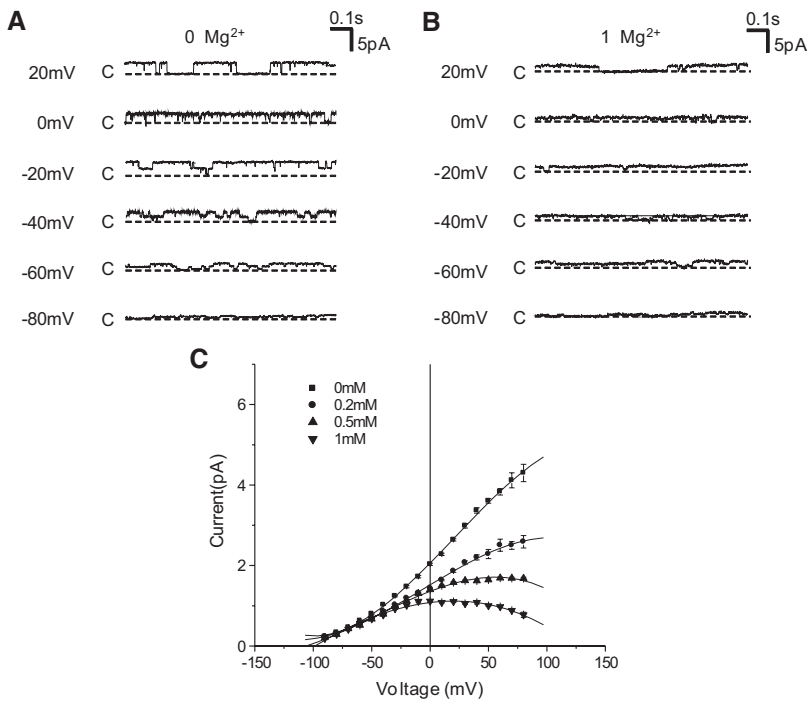 A
0 Mg2+
0.1s
5pA
20mV C
0mV C
-20mV C
-40mV C
-60mV C
-80mV C
B
1 Mg2+
0.1s
5pA
20mV C
0mV C
-20mV C
-40mV C
-60mV C
-80mV C
C
0mM
0.2mM
0.5mM
1mM
Current(pA)
6
4
2
0
-150 -100 -50 0 50 100 150
Voltage (mV)